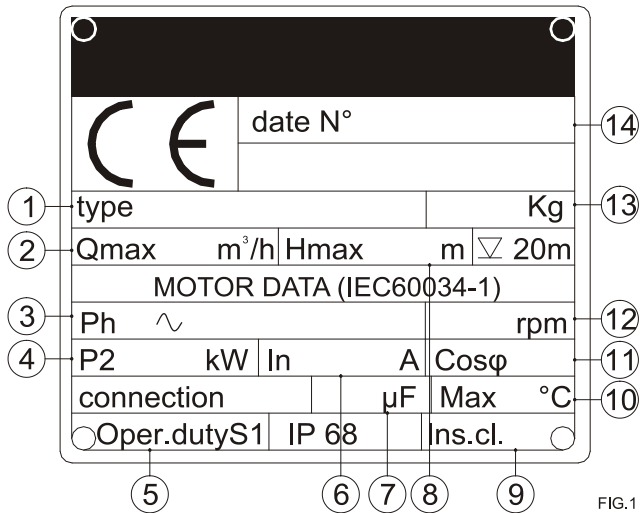 CE date N° 14
1 type Kg 13
2 Qmax m³/h Hmax m 20m
MOTOR DATA (IEC60034-1)
3 Ph ∿ rpm 12
4 P2 kW In A Cosφ 11
connection µF Max °C 10
Oper.dutyS1 IP 68 Ins.cl.
5 6 7 8 9
FIG.1